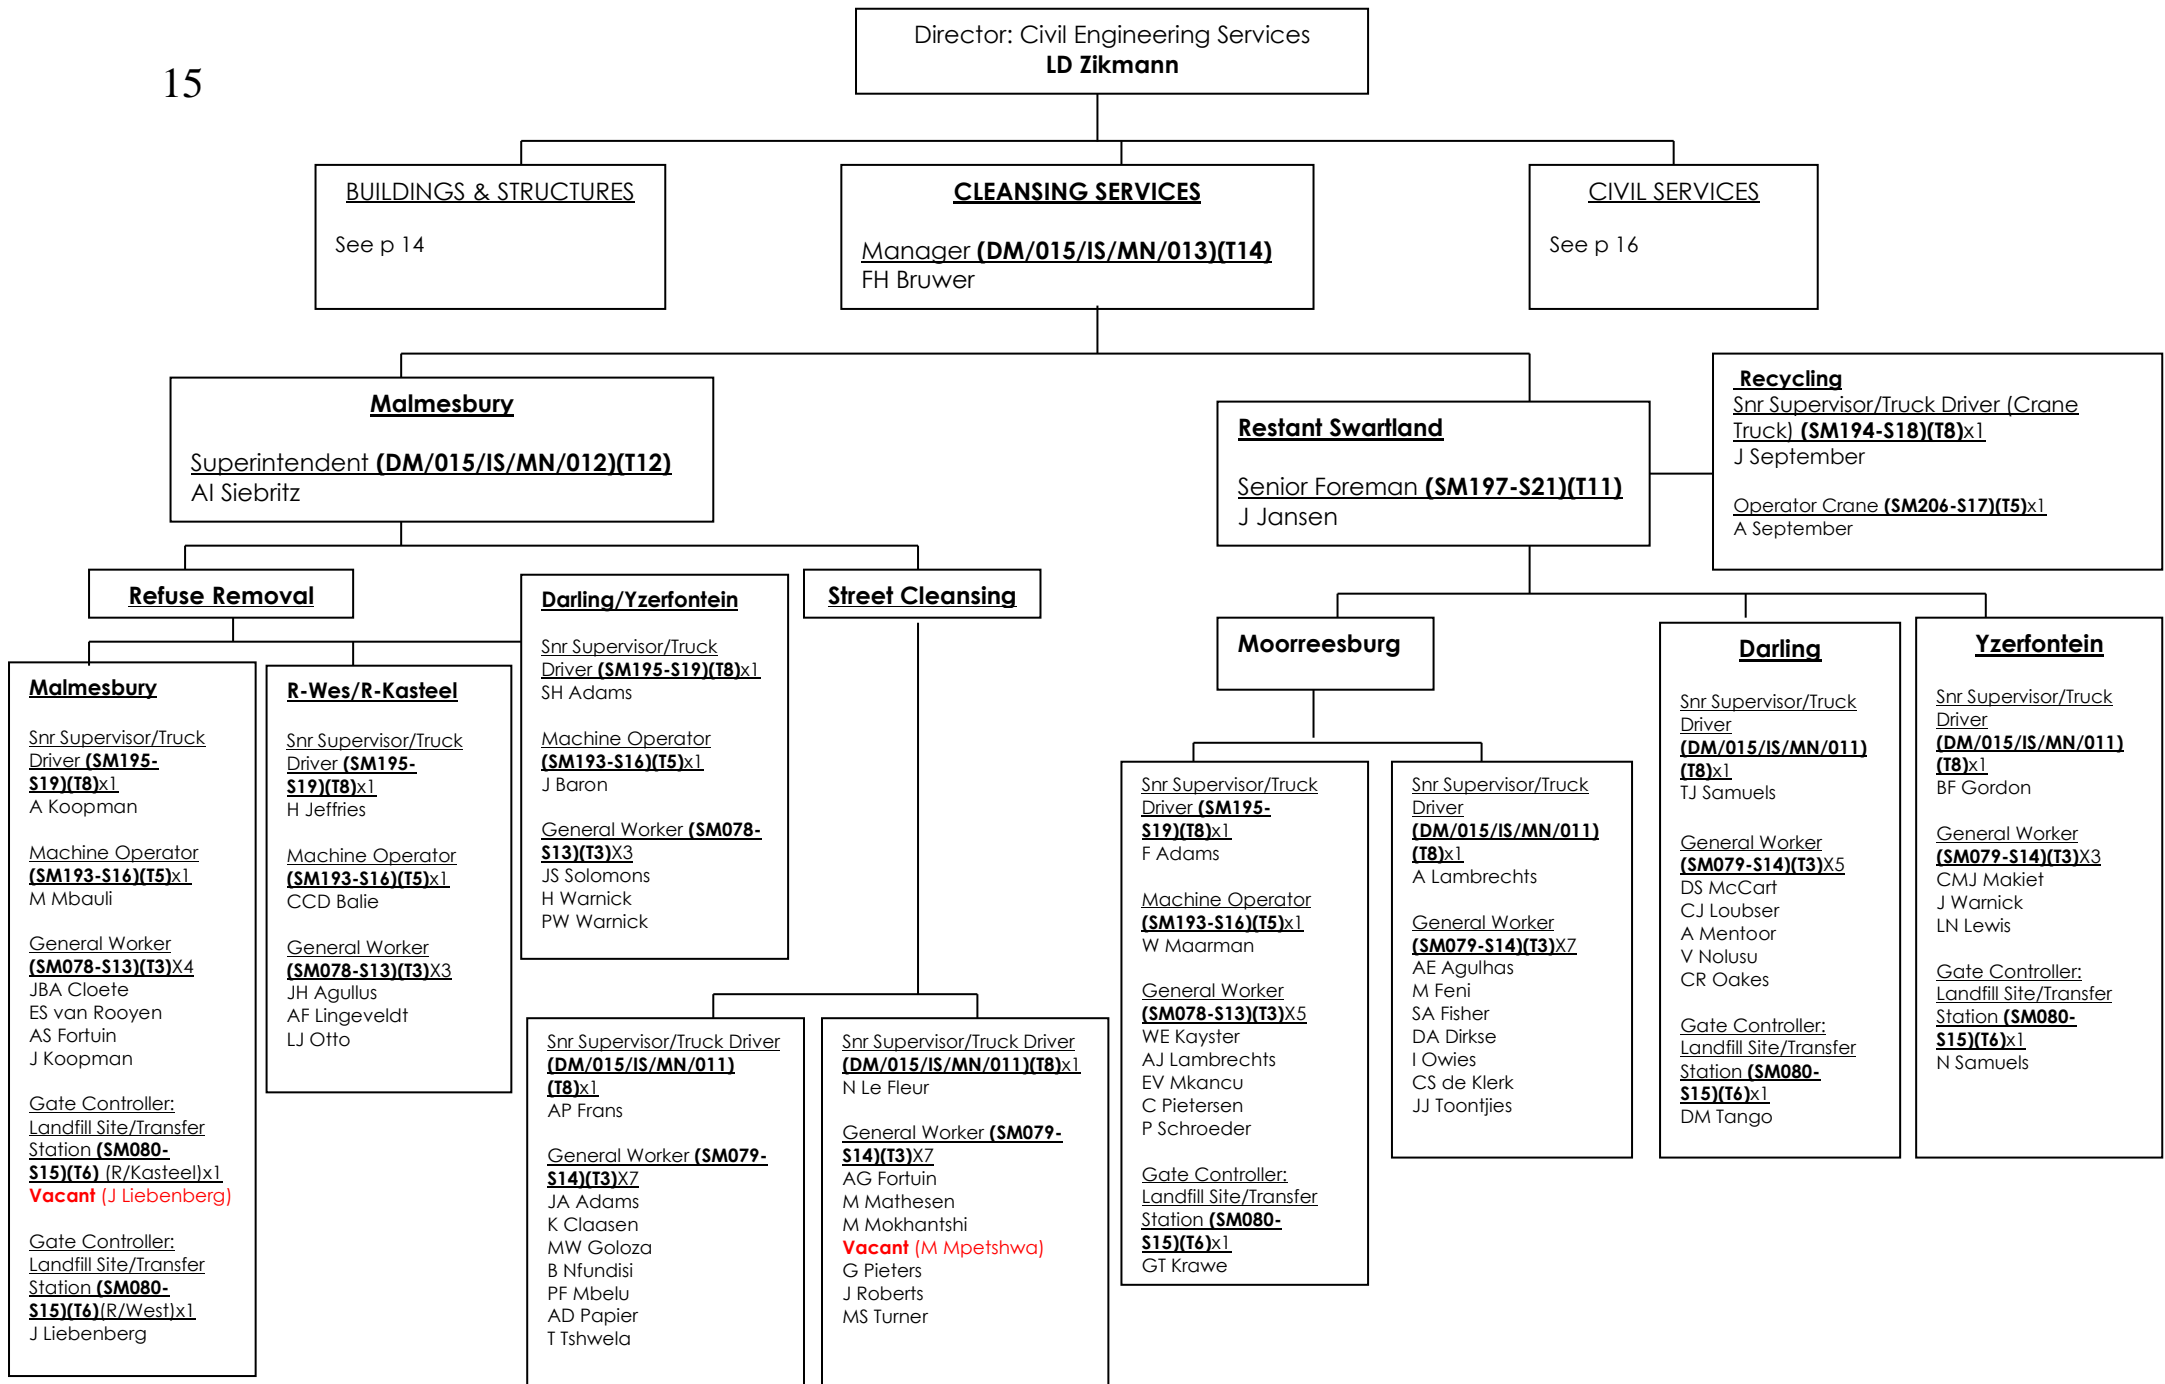 15
Director: Civil Engineering Services
LD Zikmann
BUILDINGS & STRUCTURES
See p 14
CLEANSING SERVICES
Manager (DM/015/IS/MN/013)(T14)
FH Bruwer
CIVIL SERVICES
See p 16
Malmesbury
Superintendent (DM/015/IS/MN/012)(T12)
AI Siebritz
Restant Swartland
Senior Foreman (SM197-S21)(T11)
J Jansen
Recycling
Snr Supervisor/Truck Driver (Crane
Truck) (SM194-S18)(T8)x1
J September
Operator Crane (SM206-S17)(T5)x1
A September
Refuse Removal
Malmesbury
Snr Supervisor/Truck
Driver (SM195-
S19)(T8)x1
A Koopman
Machine Operator
(SM193-S16)(T5)x1
M Mbauli
General Worker
(SM078-S13)(T3)X4
JBA Cloete
ES van Rooyen
AS Fortuin
J Koopman
Gate Controller:
Landfill Site/Transfer
Station (SM080-
S15)(T6) (R/Kasteel)x1
Vacant (J Liebenberg)
Gate Controller:
Landfill Site/Transfer
Station (SM080-
S15)(T6)(R/West)x1
J Liebenberg
R-Wes/R-Kasteel
Snr Supervisor/Truck
Driver (SM195-
S19)(T8)x1
H Jeffries
Machine Operator
(SM193-S16)(T5)x1
CCD Balie
General Worker
(SM078-S13)(T3)X3
JH Agullus
AF Lingeveldt
LJ Otto
Darling/Yzerfontein
Snr Supervisor/Truck
Driver (SM195-S19)(T8)x1
SH Adams
Machine Operator
(SM193-S16)(T5)x1
J Baron
General Worker (SM078-
S13)(T3)X3
JS Solomons
H Warnick
PW Warnick
Street Cleansing
Snr Supervisor/Truck Driver
(DM/015/IS/MN/011)
(T8)x1
AP Frans
General Worker (SM079-
S14)(T3)X7
JA Adams
K Claasen
MW Goloza
B Nfundisi
PF Mbelu
AD Papier
T Tshwela
Snr Supervisor/Truck Driver
(DM/015/IS/MN/011)(T8)x1
N Le Fleur
General Worker (SM079-
S14)(T3)X7
AG Fortuin
M Mathesen
M Mokhantshi
Vacant (M Mpetshwa)
G Pieters
J Roberts
MS Turner
Moorreesburg
Snr Supervisor/Truck
Driver (SM195-
S19)(T8)x1
F Adams
Machine Operator
(SM193-S16)(T5)x1
W Maarman
General Worker
(SM078-S13)(T3)X5
WE Kayster
AJ Lambrechts
EV Mkancu
C Pietersen
P Schroeder
Gate Controller:
Landfill Site/Transfer
Station (SM080-
S15)(T6)x1
GT Krawe
Snr Supervisor/Truck
Driver
(DM/015/IS/MN/011)
(T8)x1
A Lambrechts
General Worker
(SM079-S14)(T3)X7
AE Agulhas
M Feni
SA Fisher
DA Dirkse
I Owies
CS de Klerk
JJ Toontjies
Darling
Snr Supervisor/Truck
Driver
(DM/015/IS/MN/011)
(T8)x1
TJ Samuels
General Worker
(SM079-S14)(T3)X5
DS McCart
CJ Loubser
A Mentoor
V Nolusu
CR Oakes
Gate Controller:
Landfill Site/Transfer
Station (SM080-
S15)(T6)x1
DM Tango
Yzerfontein
Snr Supervisor/Truck
Driver
(DM/015/IS/MN/011)
(T8)x1
BF Gordon
General Worker
(SM079-S14)(T3)X3
CMJ Makiet
J Warnick
LN Lewis
Gate Controller:
Landfill Site/Transfer
Station (SM080-
S15)(T6)x1
N Samuels